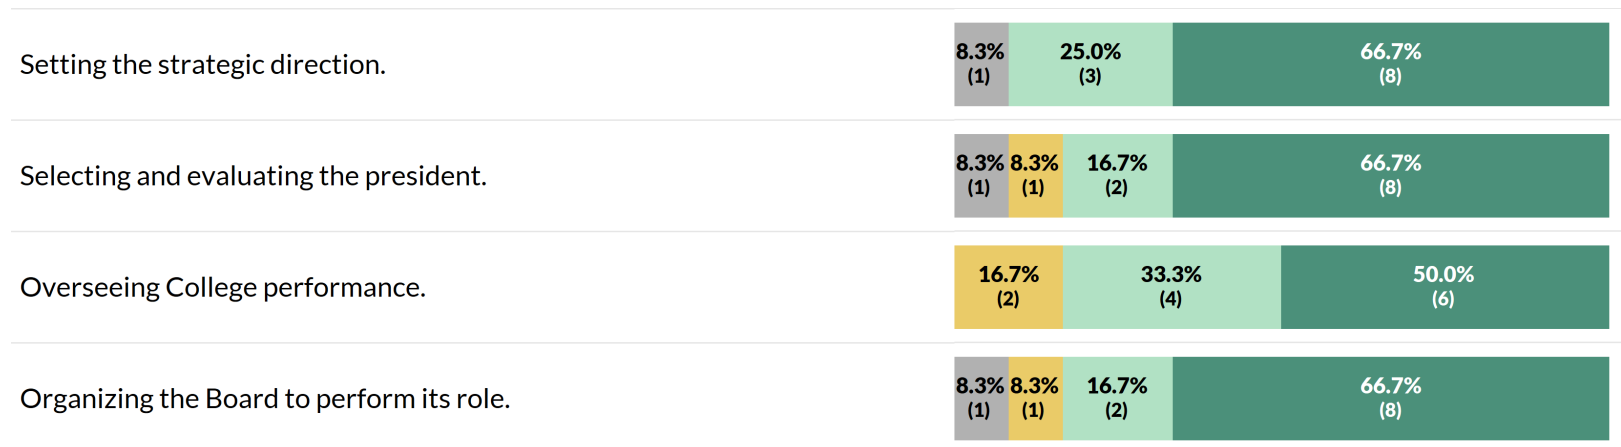 Setting the strategic direction.
8.3% 25.0% 66.7%
(1) (3) (8)
Selecting and evaluating the president.
8.3% 8.3% 16.7% 66.7%
(1) (1) (2) (8)
Overseeing College performance.
16.7% 33.3% 50.0%
(2) (4) (6)
Organizing the Board to perform its role.
8.3% 8.3% 16.7% 66.7%
(1) (1) (2) (8)